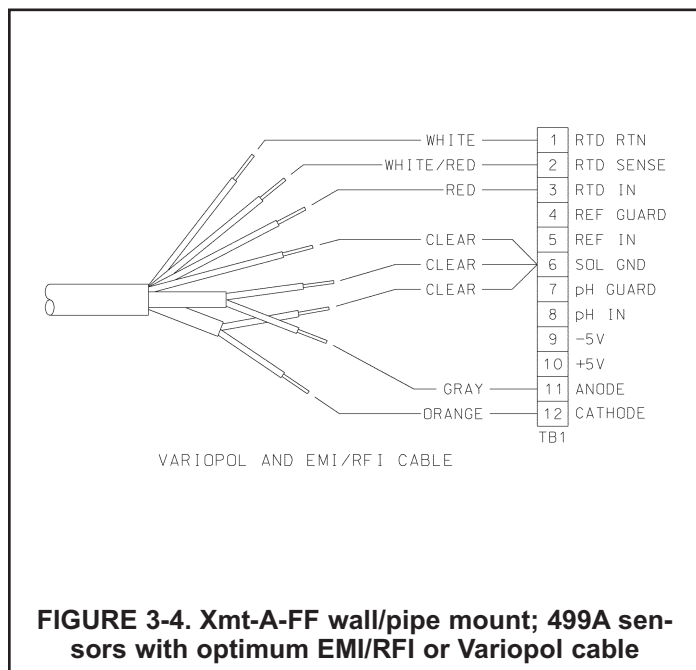 WHITE 1 RTD RTN
WHITE/RED 2 RTD SENSE
RED 3 RTD IN
4 REF GUARD
CLEAR 5 REF IN
CLEAR 6 SOL GND
CLEAR 7 pH GUARD
8 pH IN
9 -5V
10 +5V
GRAY 11 ANODE
ORANGE 12 CATHODE
TB1
VARIOPOL AND EMI/RFI CABLE
FIGURE 3-4. Xmt-A-FF wall/pipe mount; 499A sen-
sors with optimum EMI/RFI or Variopol cable